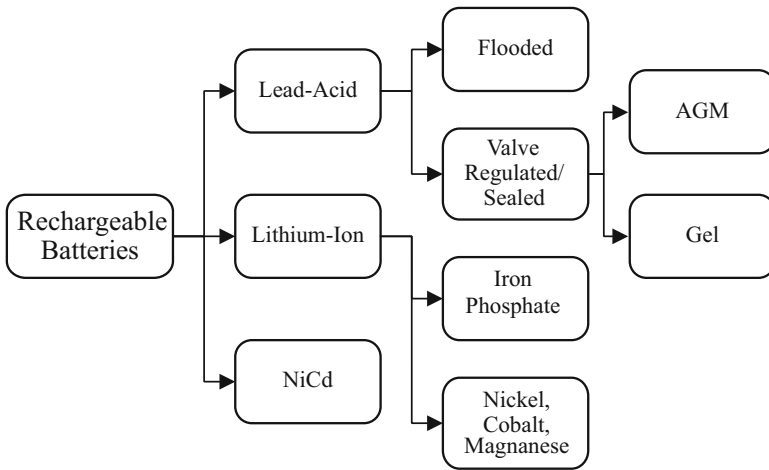 Rechargeable
Batteries
Lead-Acid
Lithium-Ion
NiCd
Flooded
Valve
Regulated/
Sealed
Iron
Phosphate
Nickel,
Cobalt,
Magnanese
AGM
Gel